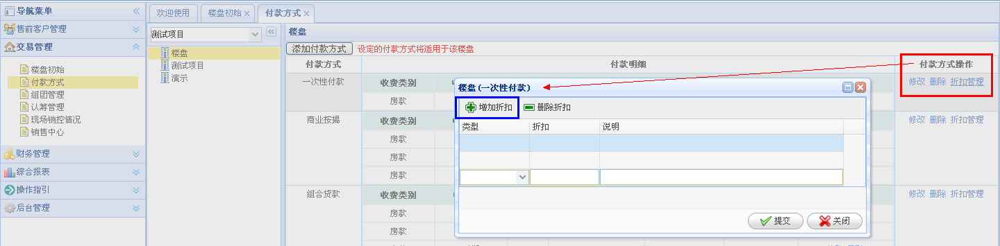 导航菜单
售前客户管理
交易管理
楼盘初始
付款方式
组团管理
认筹管理
现场销控情况
销售中心
财务管理
综合报表
操作指引
后台管理
欢迎使用 楼盘初始 付款方式
测试项目
楼盘
测试项目
演示
楼盘
添加付款方式 设定的付款方式将适用于该楼盘
付款方式 付款明细 付款方式操作
一次性付款 收费类别 修改 删除 折扣管理
房款
商业按揭 收费类别 修改 删除 折扣管理
房款
房款
房款
组合贷款 收费类别 修改 删除 折扣管理
房款
房款
楼盘(一次性付款)
增加折扣 删除折扣
类型 折扣 说明
提交 关闭